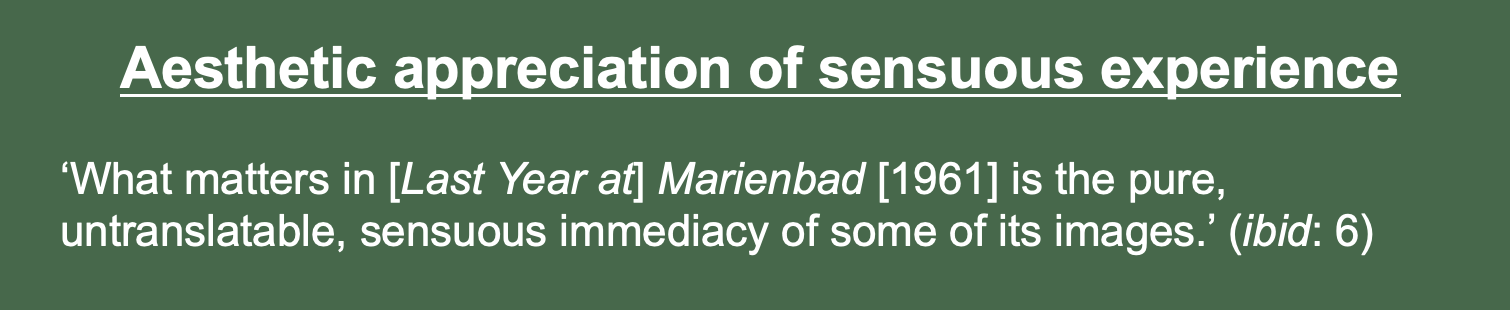 Aesthetic appreciation of sensuous experience
‘What matters in [Last Year at] Marienbad [1961] is the pure,
untranslatable, sensuous immediacy of some of its images.’ (ibid: 6)